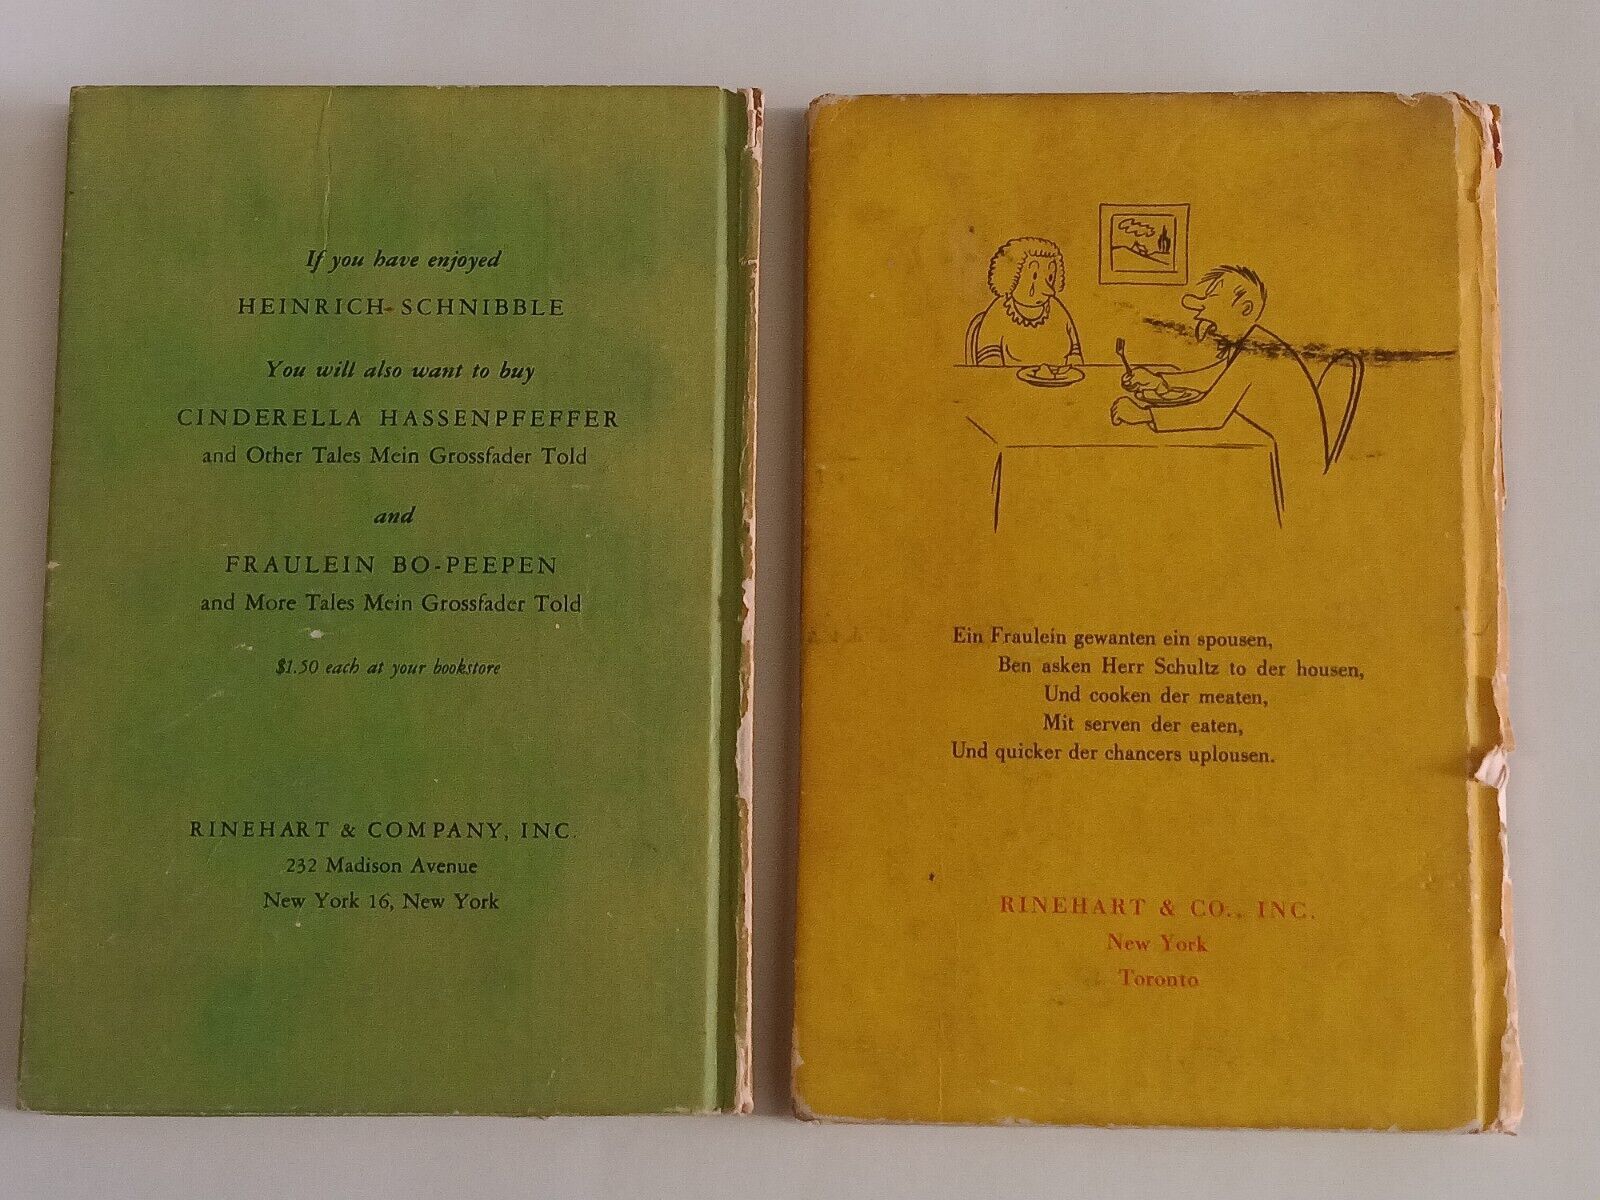 If you have enjoyed
HEINRICH SCHNIBBLE
You will also want to buy
CINDERELLA HASSENPFEFFER
and Other Tales Mein Grossfader Told
and
FRAULEIN BO-PEEPEN
and More Tales Mein Grossfader Told
$1.50 each at your bookstore
RINEHART & COMPANY, INC.
232 Madison Avenue
New York 16, New York
Ein Fraulein gewanten ein spousen,
Ben asken Herr Schultz to der housen,
Und cooken der meaten,
Mit serven der eaten,
Und quicker der chancers uplousen.
RINEHART & CO., INC.
New York
Toronto